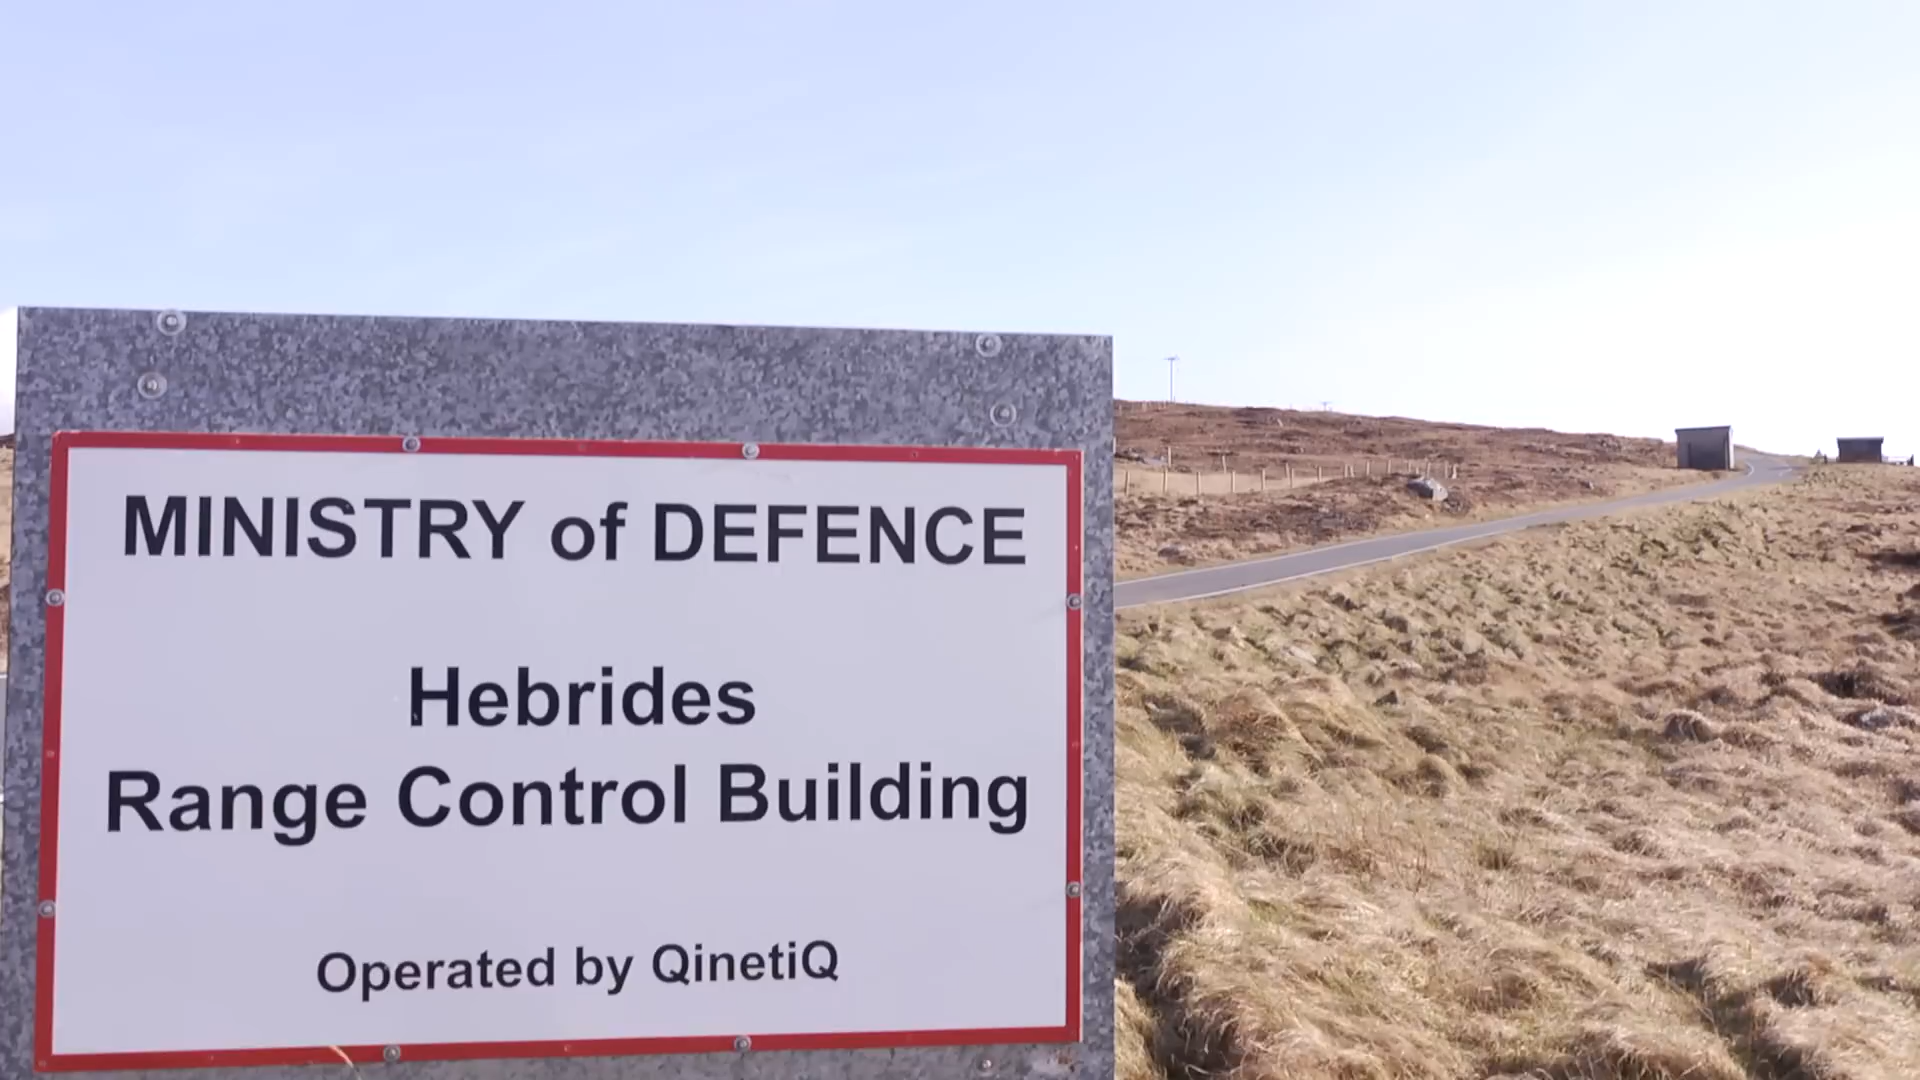 MINISTRY of DEFENCE
Hebrides
Range Control Building
Operated by QinetiQ